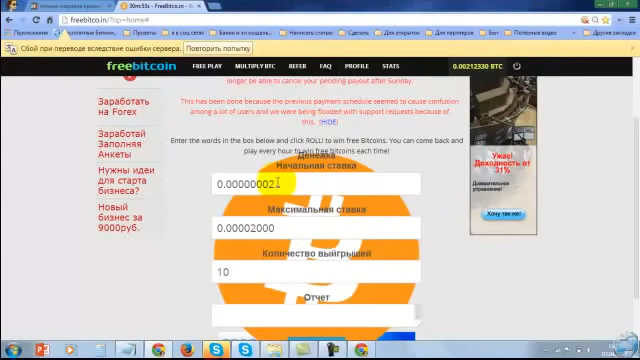 30m:53s - FreeBitco.in - Wi
freebitco.in/?op=home#
Сбой при переводе вследствие ошибки сервера.
Повторить попытку
freebitcoin
FREE PLAY
MULTIPLY BTC
REFER
FAQ
PROFILE
STATS
0.00212330 BTC
longer be able to cancel your pending payout after Sunday.
This has been done because the previous payment schedule seemed to cause confusion
among a lot of users and we were being flooded with support requests because of
this. (HIDE)
Enter the words in the box below and click ROLL! to win free Bitcoins. You can come back and
play every hour to win free bitcoins each time!
Заработать
на Forex
Заработай
Заполняя
Анкеты
Нужны идеи
для старта
бизнеса?
Новый
бизнес за
9000руб.
Денежка
Начальная ставка
0.00000002
Максимальная ставка
0.00002000
Количество выигрышей
10
Отчет
Ужас!
Доходность от
31%
Доверительное
управление.
Хочу так же!